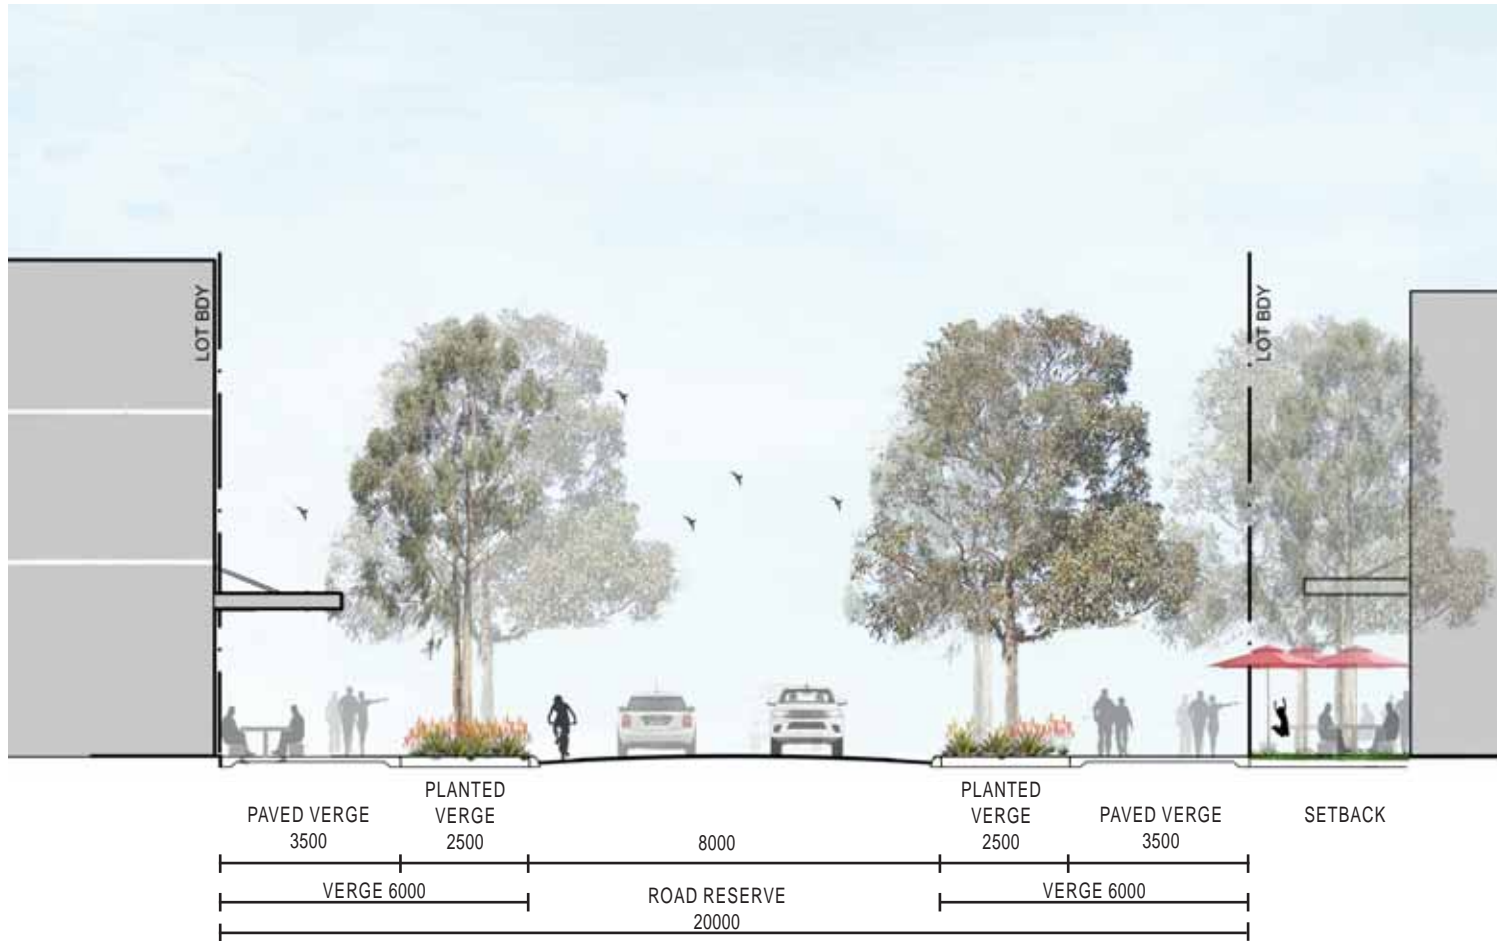 LOT BDY
LOT BDY
PLANTED
VERGE
2500
PLANTED
VERGE
2500
PAVED VERGE
3500
8000
PAVED VERGE
3500
SETBACK
VERGE 6000
ROAD RESERVE
20000
VERGE 6000